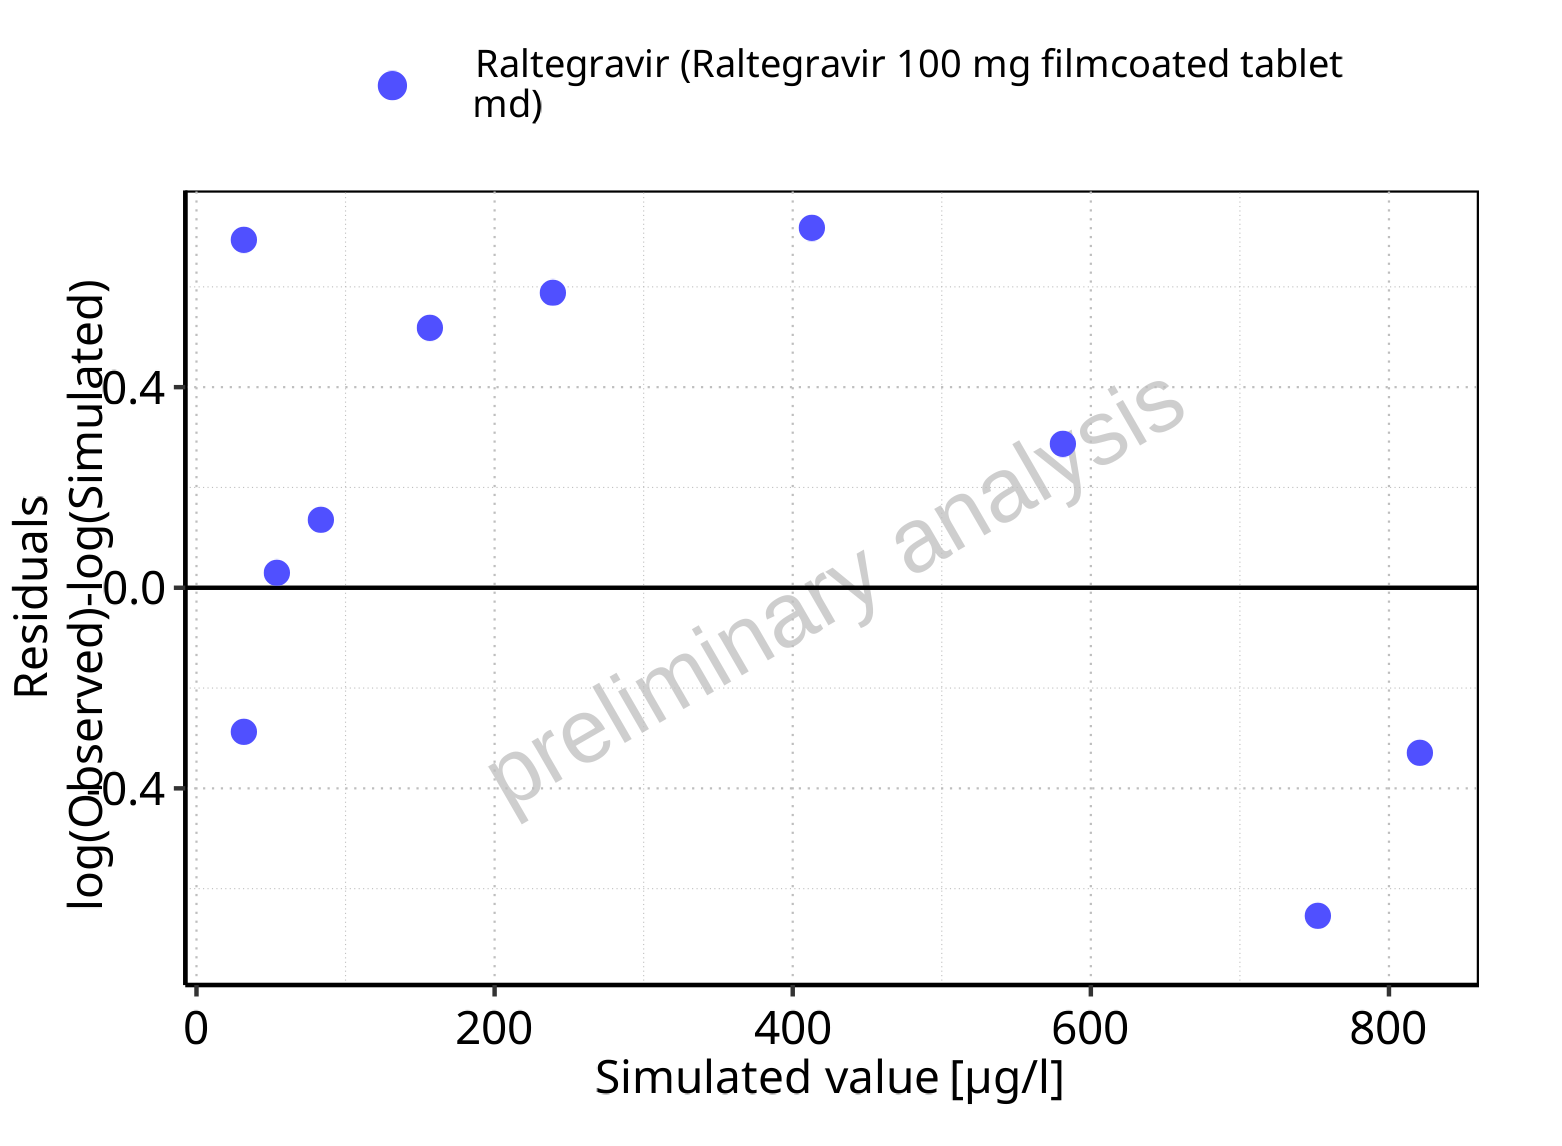 Raltegravir (Raltegravir 100 mg filmcoated tablet
md)
Residuals
log(Observed)-log(Simulated)
0.4
0.0
-0.4
preliminary analysis
0 200 400 600 800
Simulated value [µg/l]